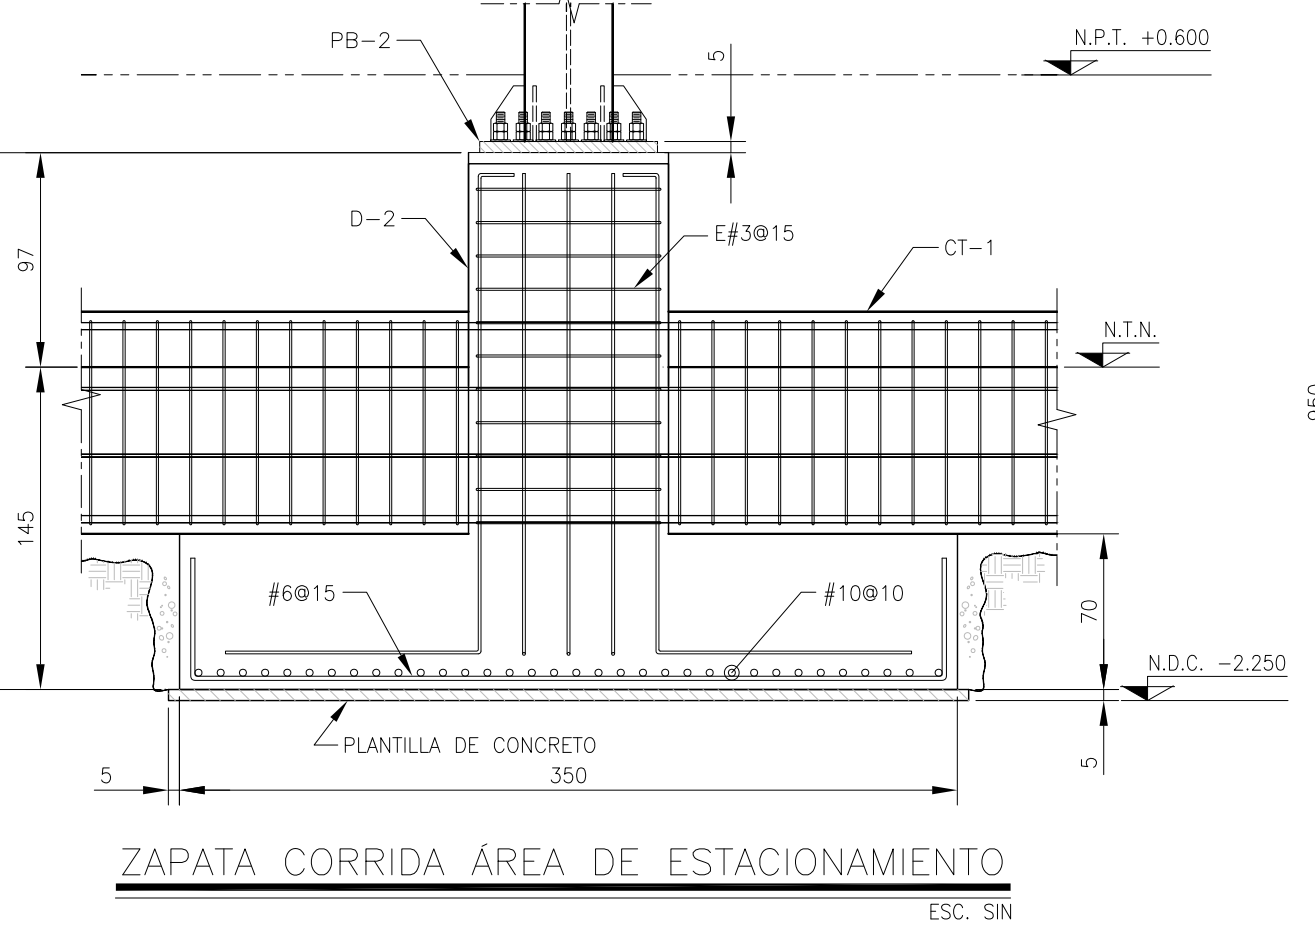 PB-2
5
N.P.T. +0.600
D-2
E#3@15
CT-1
97
N.T.N.
950
145
#6@15
#10@10
70
N.D.C. -2.250
PLANTILLA DE CONCRETO
5
350
5
ZAPATA CORRIDA ÁREA DE ESTACIONAMIENTO
ESC. SIN